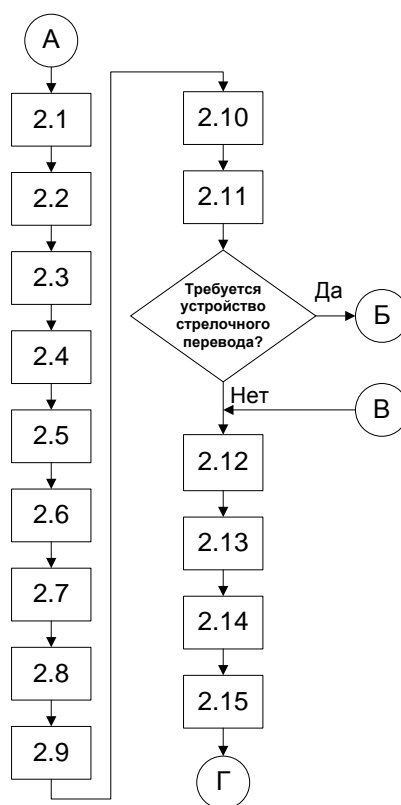 А
2.1
2.2
2.3
2.4
2.5
2.6
2.7
2.8
2.9
2.10
2.11
Требуется
устройство
стрелочного
перевода?
Да
Б
Нет
В
2.12
2.13
2.14
2.15
Г